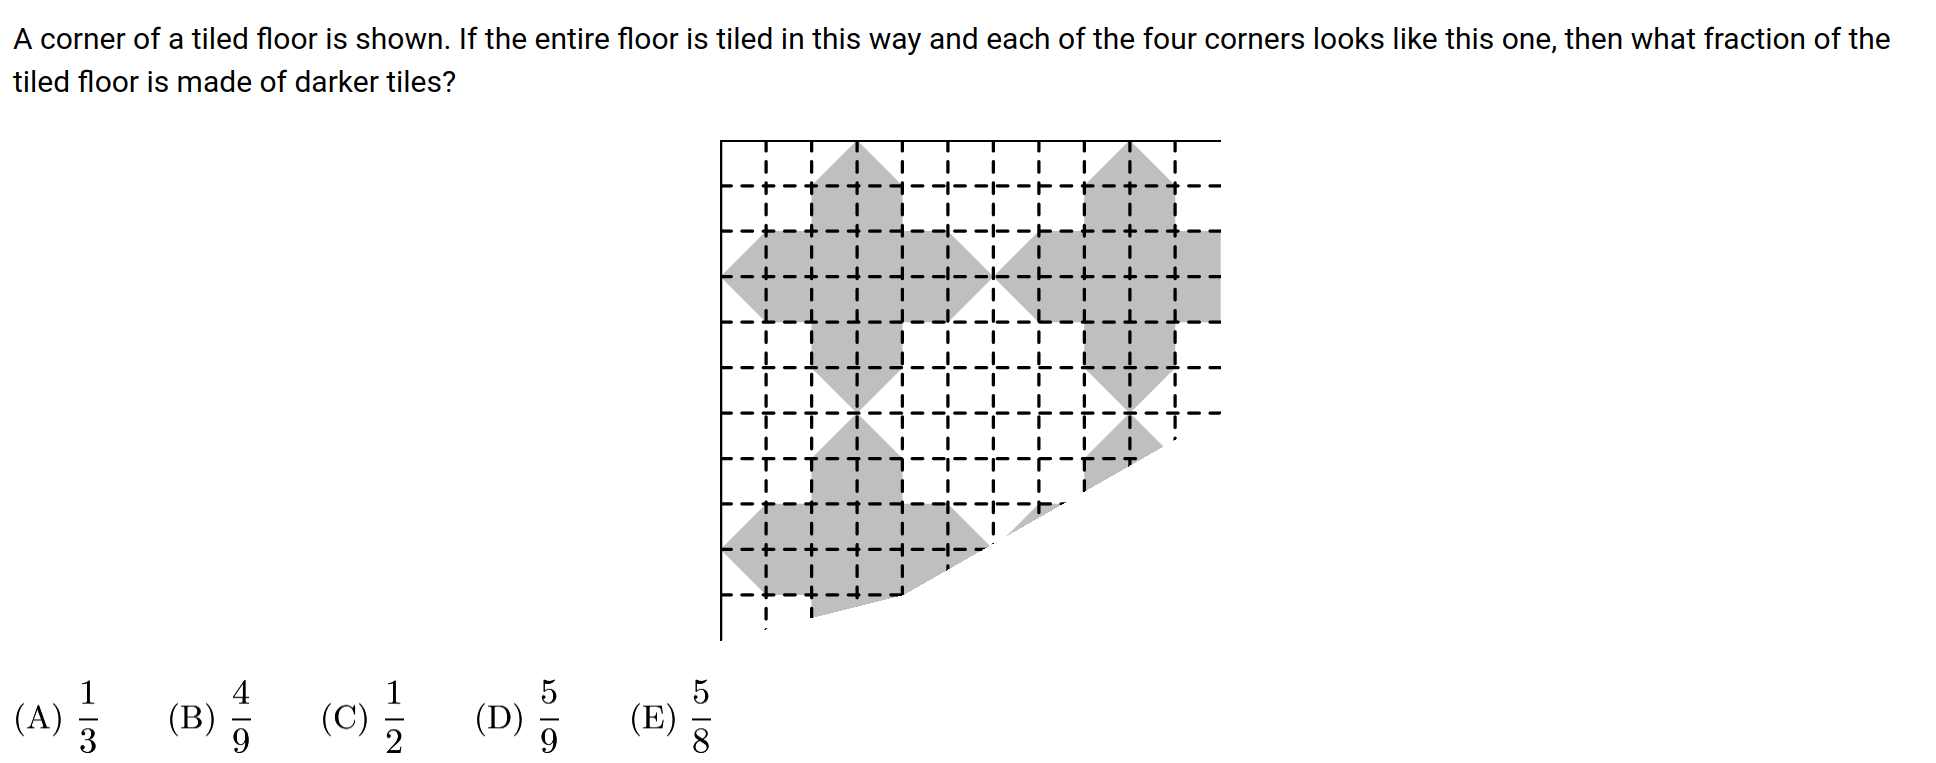 A corner of a tiled floor is shown. If the entire floor is tiled in this way and each of the four corners looks like this one, then what fraction of the
tiled floor is made of darker tiles?
(A) 1/3 (B) 4/9 (C) 1/2 (D) 5/9 (E) 5/8